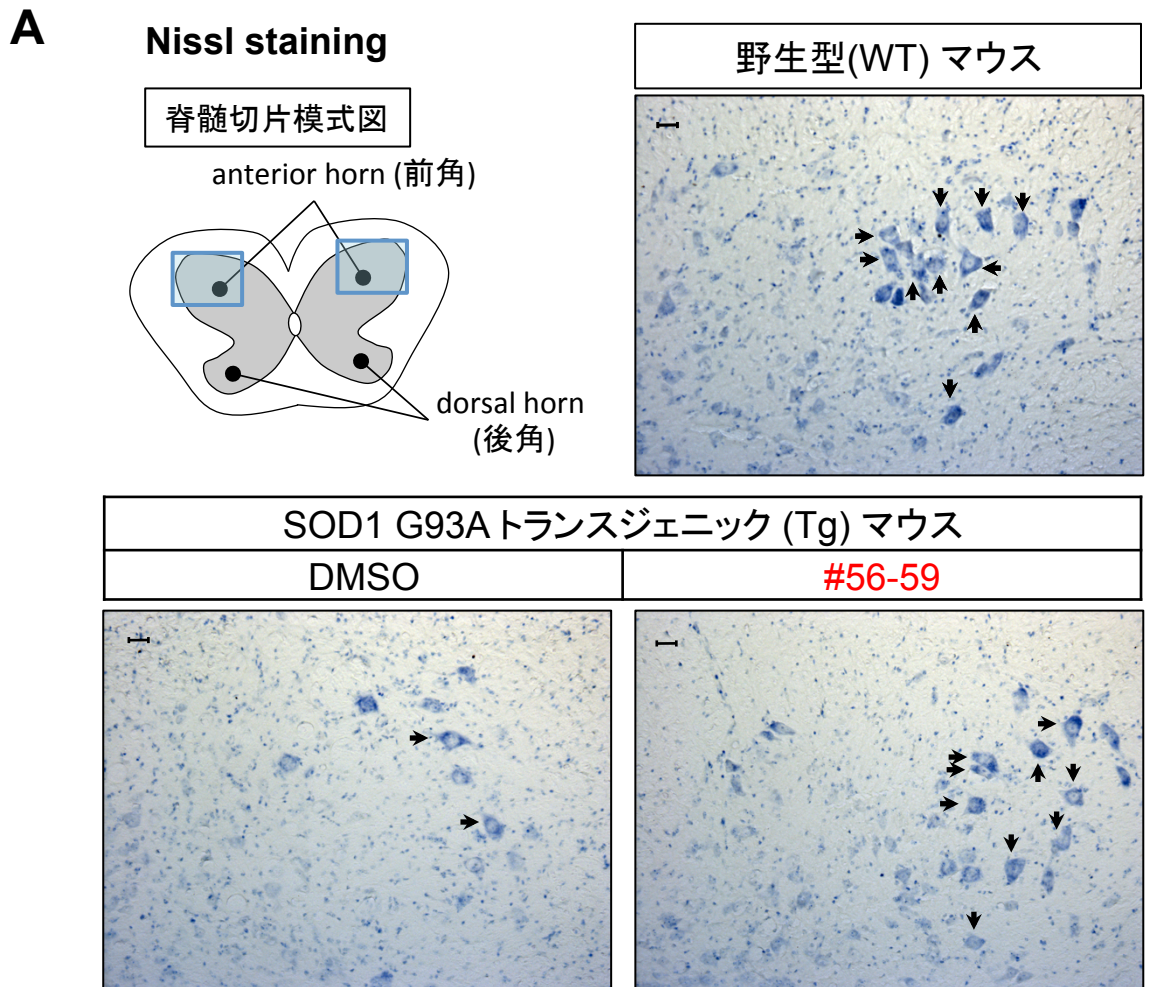 A
Nissl staining
脊髄切片模式図
anterior horn (前角)
dorsal horn
(後角)
野生型(WT) マウス
SOD1 G93A トランスジェニック (Tg) マウス
DMSO
#56-59